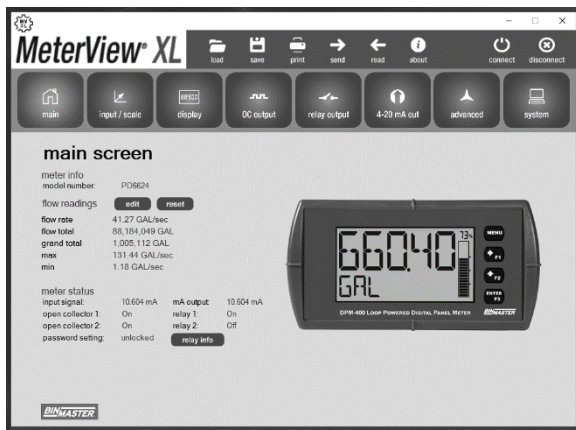 MeterView® XL
load save print send read about connect disconnect
main input / scale display OC output relay output 4-20 mA out advanced system
main screen
meter info
model number: PD6624
flow readings edit reset
flow rate 41.27 GAL/sec
flow total 88,184,049 GAL
grand total 1,005,112 GAL
max 131.44 GAL/sec
min 1.18 GAL/sec
meter status
input signal: 10.604 mA mA output: 10.604 mA
open collector 1: On relay 1: On
open collector 2: On relay 2: Off
password setting: unlocked relay info
73%
660.40
GAL
MENU
F1
F2
ENTER
F3
DPM-400 Loop Powered Digital Panel Meter BINMASTER
BINMASTER